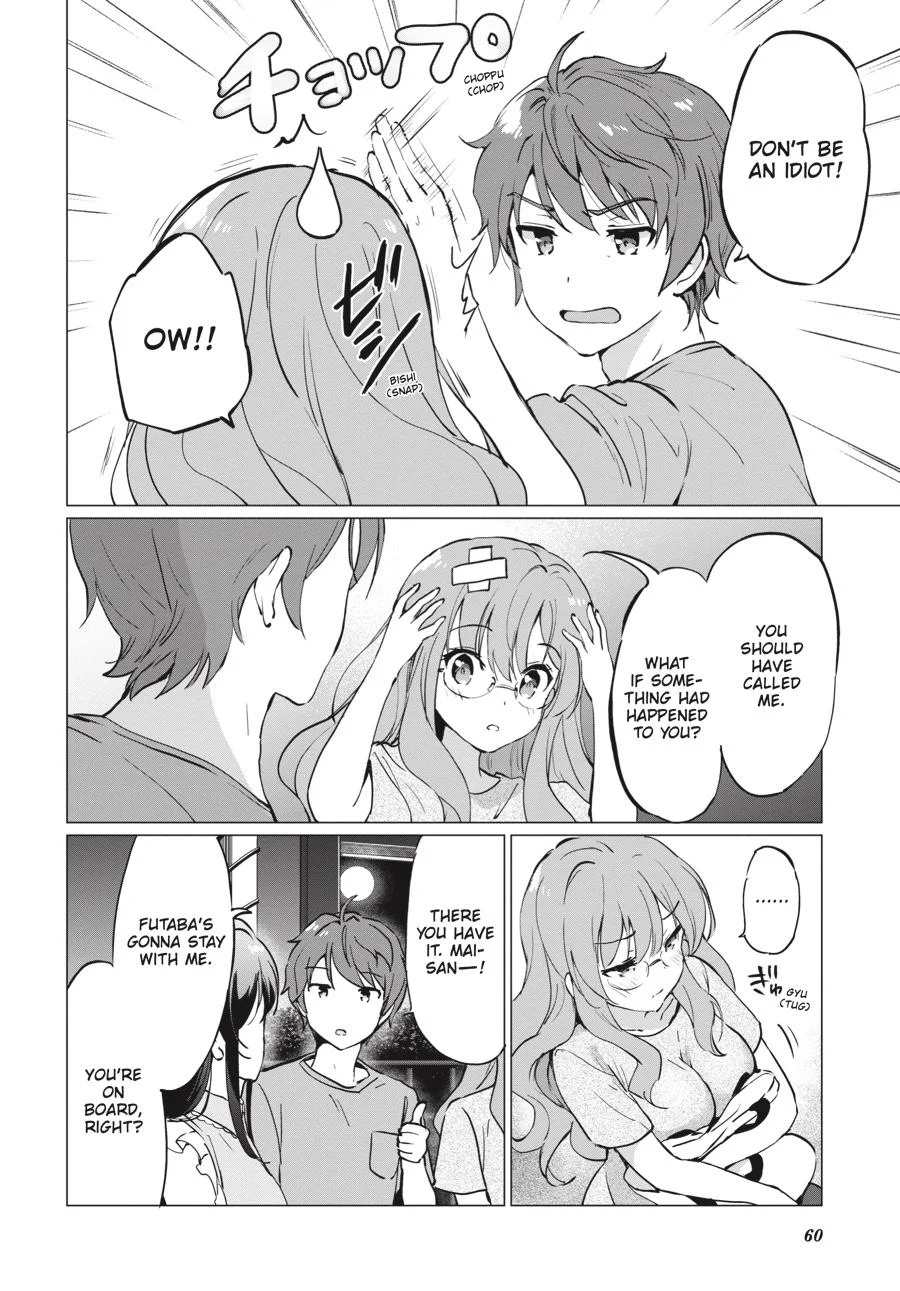 DON'T BE
AN IDIOT!
チョップ
CHOPPU
(CHOP)
OW!!
ビシ
BISHI
(SNAP)
YOU
SHOULD
HAVE
CALLED
ME.
WHAT
IF SOME-
THING HAD
HAPPENED
TO YOU?
......
ぎゅ
GYU
(TUG)
THERE
YOU HAVE
IT. MAI-
SAN—!
FUTABA'S
GONNA STAY
WITH ME.
YOU'RE
ON
BOARD,
RIGHT?
60